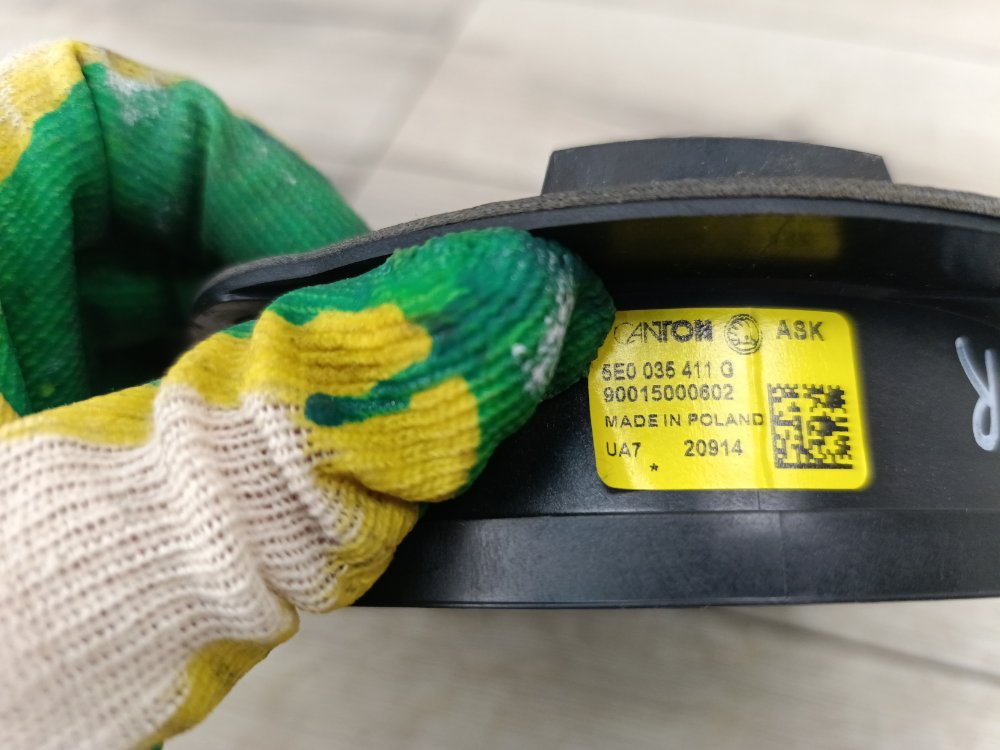 CANTON ASK
5E0 035 411 G
90015000602
MADE IN POLAND
UA7 20914
*
R